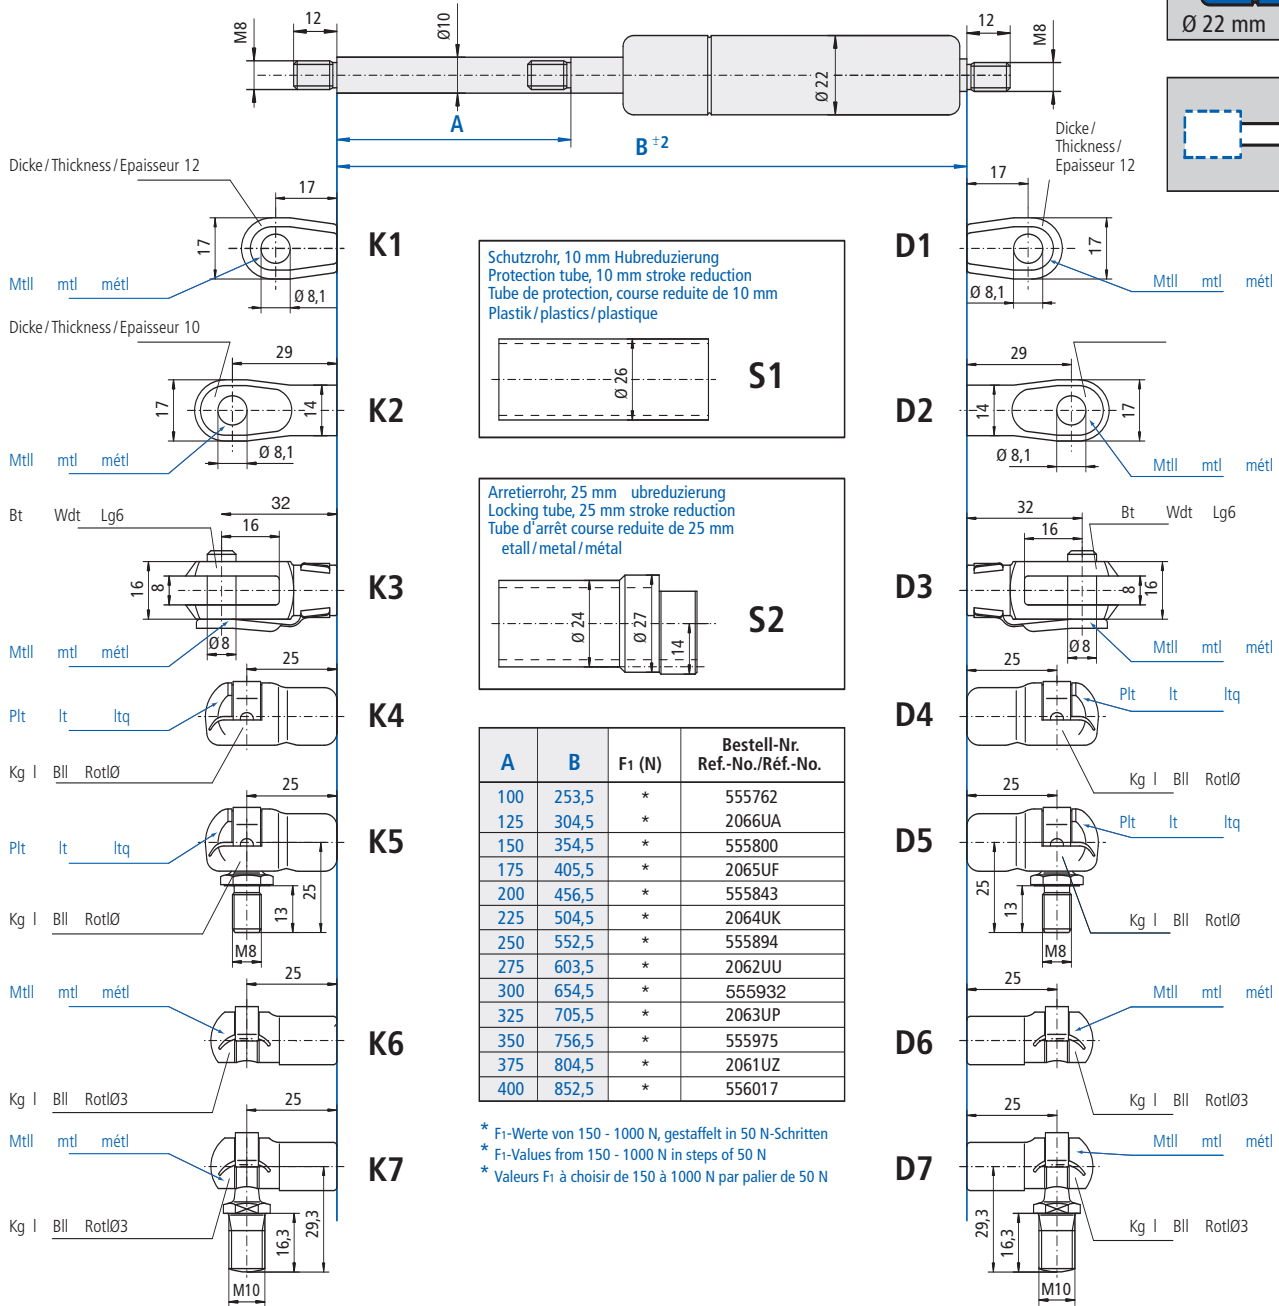 12
M8
Ø10
Ø 22
12
M8
Ø 22 mm
A
B ±2
Dicke/Thickness/Epaisseur 12
17
17
Ø 8,1
K1
Mtll mtl métl
Dicke/
Thickness/
Epaisseur 12
17
17
Ø 8,1
D1
Mtll mtl métl
Schutzrohr, 10 mm Hubreduzierung
Protection tube, 10 mm stroke reduction
Tube de protection, course reduite de 10 mm
Plastik/plastics/plastique
Ø 26
S1
Dicke/Thickness/Epaisseur 10
29
17
14
Ø 8,1
K2
Mtll mtl métl
29
14
17
Ø 8,1
D2
Mtll mtl métl
Arretierrohr, 25 mm ubreduzierung
Locking tube, 25 mm stroke reduction
Tube d'arrêt course reduite de 25 mm
etall/metal/métal
Ø 24
Ø 27
14
S2
Bt Wdt Lg6
32
16
16
8
Ø8
K3
Mtll mtl métl
32
16
Bt Wdt Lg6
8
16
Ø8
D3
Mtll mtl métl
25
K4
Plt lt ltq
Kg l Bll RotlØ
25
D4
Plt lt ltq
Kg l Bll RotlØ
25
K5
Plt lt ltq
Kg l Bll RotlØ
13
25
M8
25
D5
Plt lt ltq
Kg l Bll RotlØ
25
13
M8
A B F1 (N) Bestell-Nr.
Ref.-No./Réf.-No.
100 253,5 * 555762
125 304,5 * 2066UA
150 354,5 * 555800
175 405,5 * 2065UF
200 456,5 * 555843
225 504,5 * 2064UK
250 552,5 * 555894
275 603,5 * 2062UU
300 654,5 * 555932
325 705,5 * 2063UP
350 756,5 * 555975
375 804,5 * 2061UZ
400 852,5 * 556017
* F1-Werte von 150 - 1000 N, gestaffelt in 50 N-Schritten
* F1-Values from 150 - 1000 N in steps of 50 N
* Valeurs F1 à choisir de 150 à 1000 N par palier de 50 N
Mtll mtl métl
25
K6
Kg l Bll RotlØ3
25
D6
Mtll mtl métl
Kg l Bll RotlØ3
Mtll mtl métl
25
K7
Kg l Bll RotlØ3
16,3
29,3
M10
25
D7
Mtll mtl métl
Kg l Bll RotlØ3
29,3
16,3
M10